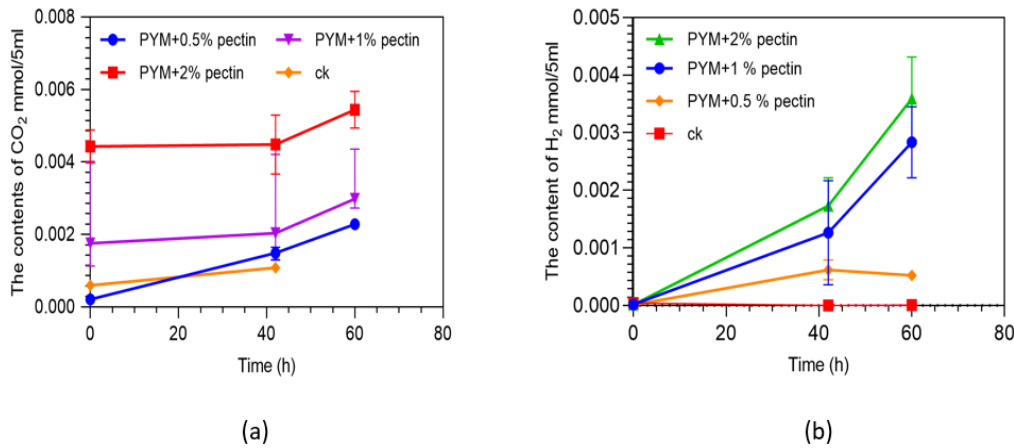 The contents of CO₂ mmol/5ml
0.008
0.006
0.004
0.002
0.000
PYM+0.5% pectin
PYM+1% pectin
PYM+2% pectin
ck
0
20
40
60
80
Time (h)
(a)
The content of H₂ mmol/5ml
0.005
0.004
0.003
0.002
0.001
0.000
PYM+2% pectin
PYM+1 % pectin
PYM+0.5 % pectin
ck
0
20
40
60
80
Time (h)
(b)